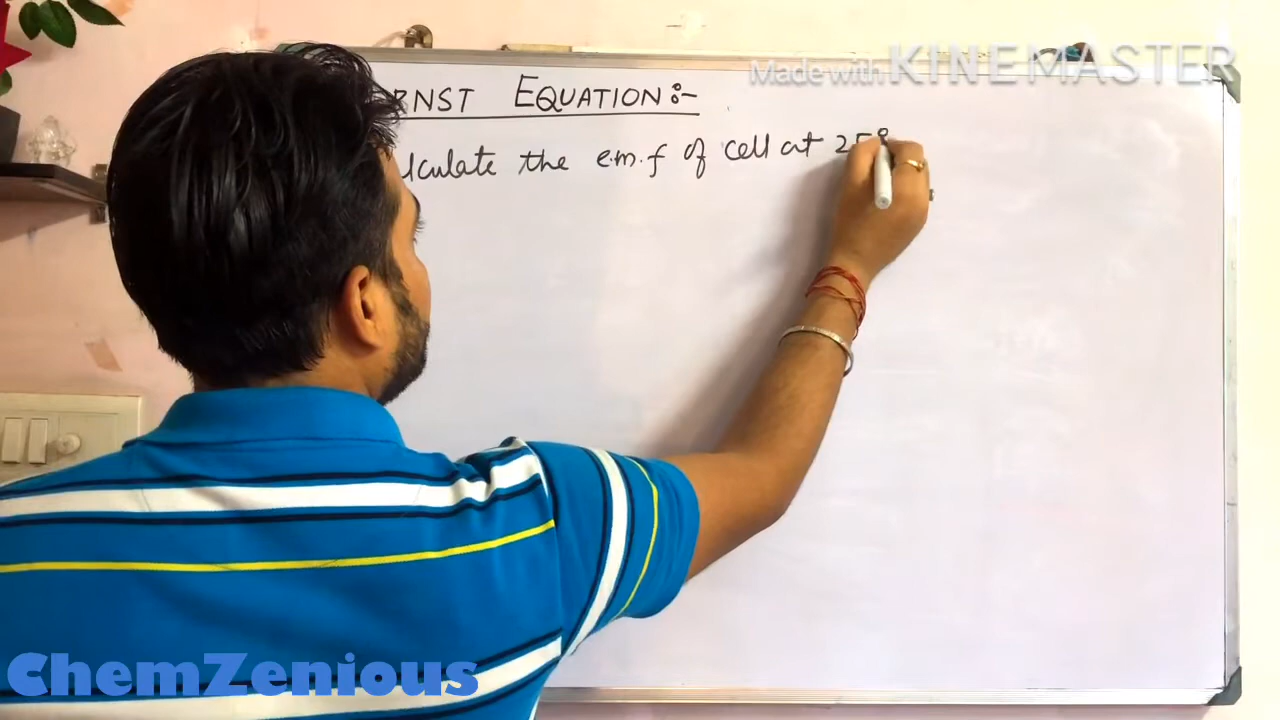 Made with KINEMASTER
RNST EQUATION:-
lculate the e.m.f of cell at 25°
ChemZenious